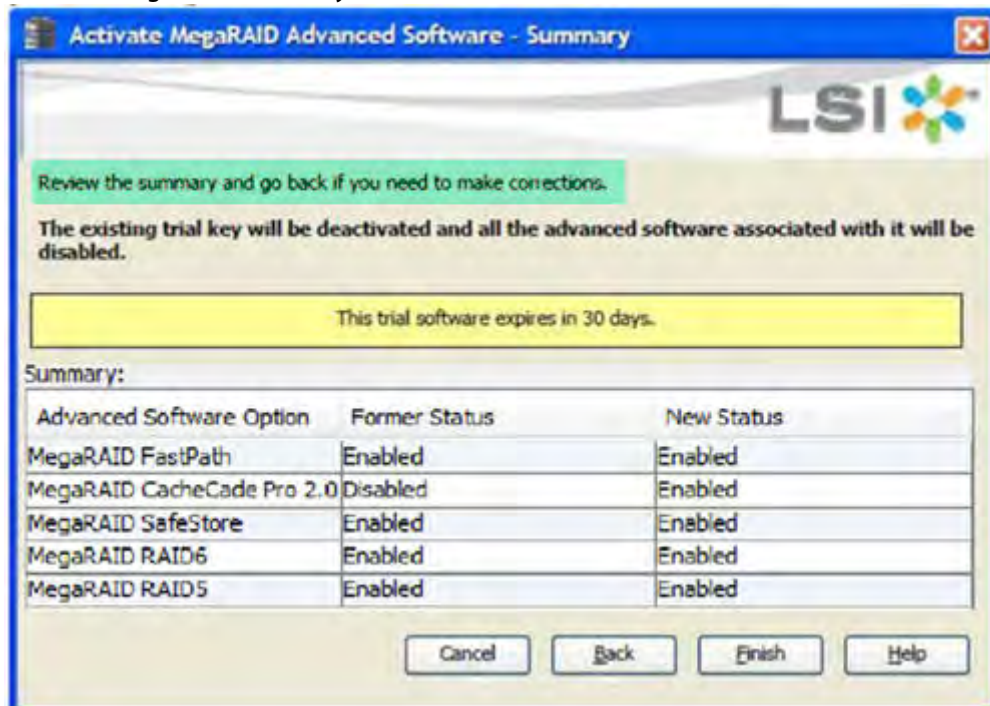 Activate MegaRAID Advanced Software - Summary
LSI
Review the summary and go back if you need to make corrections.
The existing trial key will be deactivated and all the advanced software associated with it will be
disabled.
This trial software expires in 30 days.
Summary:
Advanced Software Option Former Status New Status
MegaRAID FastPath Enabled Enabled
MegaRAID CacheCade Pro 2.0 Disabled Enabled
MegaRAID SafeStore Enabled Enabled
MegaRAID RAID6 Enabled Enabled
MegaRAID RAID5 Enabled Enabled
Cancel Back Finish Help